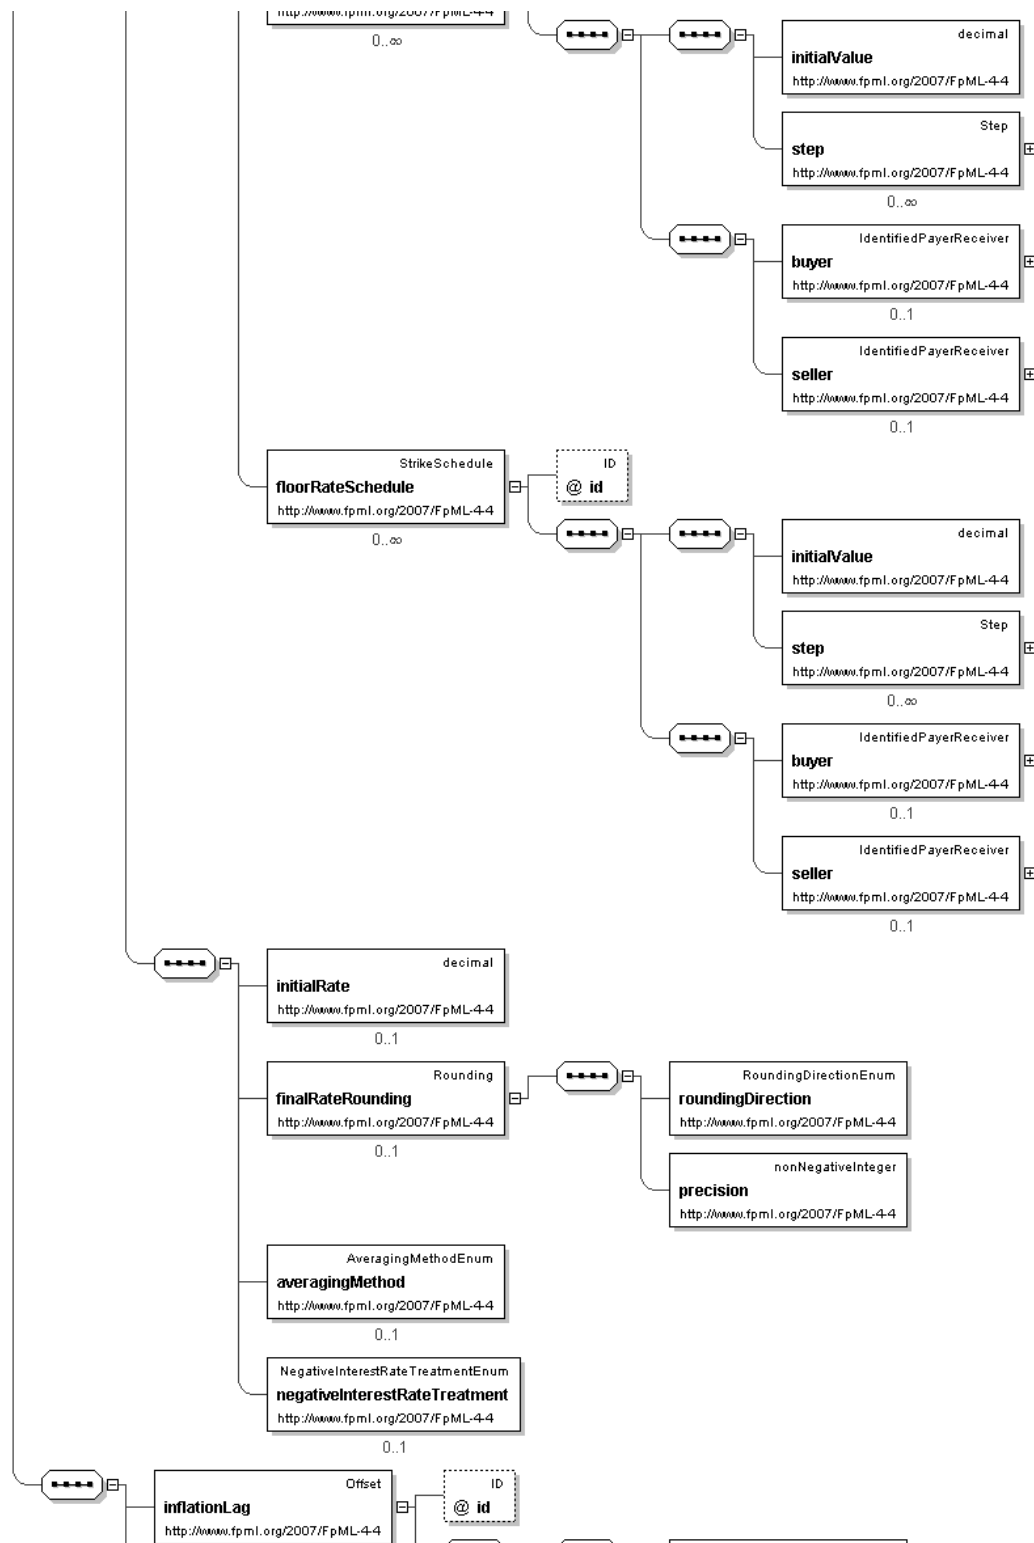 http://www.fpml.org/2007/FpML-4-4
0..∞
decimal
initialValue
http://www.fpml.org/2007/FpML-4-4
Step
step
http://www.fpml.org/2007/FpML-4-4
0..∞
IdentifiedPayerReceiver
buyer
http://www.fpml.org/2007/FpML-4-4
0..1
IdentifiedPayerReceiver
seller
http://www.fpml.org/2007/FpML-4-4
0..1
StrikeSchedule
floorRateSchedule
http://www.fpml.org/2007/FpML-4-4
0..∞
ID
@ id
decimal
initialValue
http://www.fpml.org/2007/FpML-4-4
Step
step
http://www.fpml.org/2007/FpML-4-4
0..∞
IdentifiedPayerReceiver
buyer
http://www.fpml.org/2007/FpML-4-4
0..1
IdentifiedPayerReceiver
seller
http://www.fpml.org/2007/FpML-4-4
0..1
decimal
initialRate
http://www.fpml.org/2007/FpML-4-4
0..1
Rounding
finalRateRounding
http://www.fpml.org/2007/FpML-4-4
0..1
RoundingDirectionEnum
roundingDirection
http://www.fpml.org/2007/FpML-4-4
nonNegativeInteger
precision
http://www.fpml.org/2007/FpML-4-4
AveragingMethodEnum
averagingMethod
http://www.fpml.org/2007/FpML-4-4
0..1
NegativeInterestRateTreatmentEnum
negativeInterestRateTreatment
http://www.fpml.org/2007/FpML-4-4
0..1
Offset
inflationLag
http://www.fpml.org/2007/FpML-4-4
ID
@ id